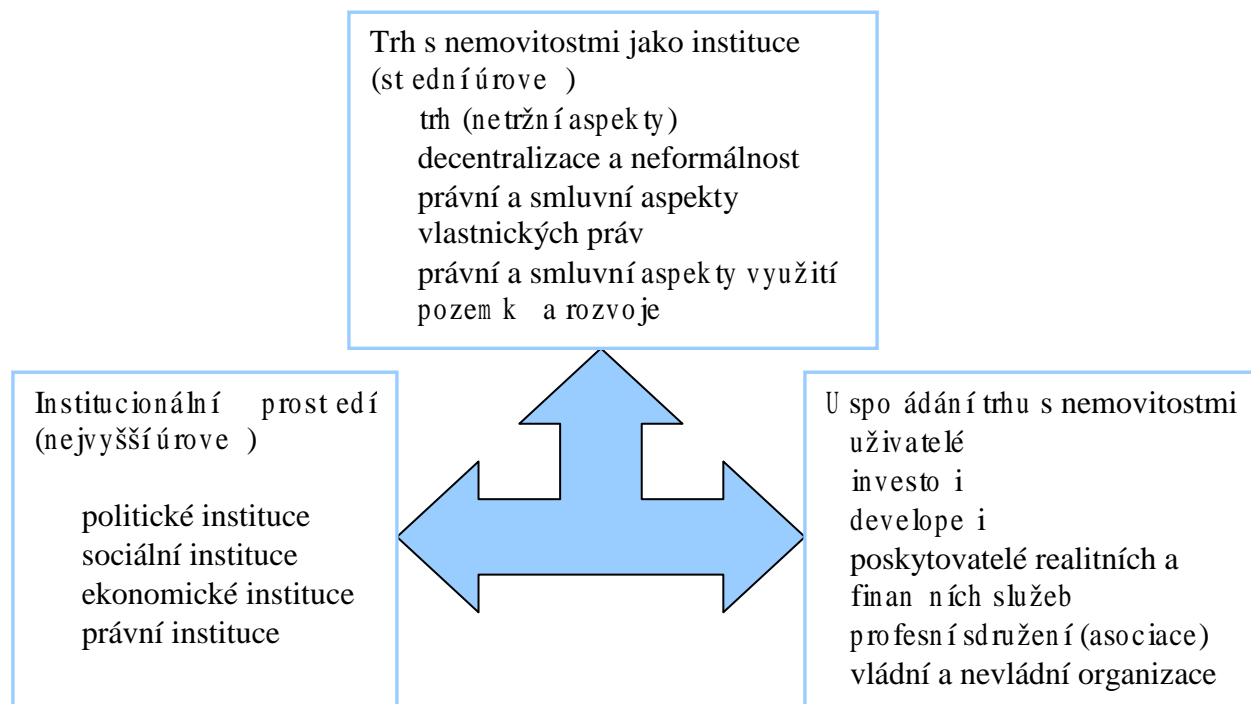 Trh s nemovitostmi jako instituce
(st ední úrove )
trh (netržní aspekty)
decentralizace a neformálnost
právní a smluvní aspekty
vlastnických práv
právní a smluvní aspekty využití
pozemk a rozvoje
Institucionální prost edí
(nejvyšší úrove )
politické instituce
sociální instituce
ekonomické instituce
právní instituce
Uspo ádání trhu s nemovitostmi
uživatelé
investo i
develope i
poskytovatelé realitních a
finan ních služeb
profesní sdružení (asociace)
vládní a nevládní organizace